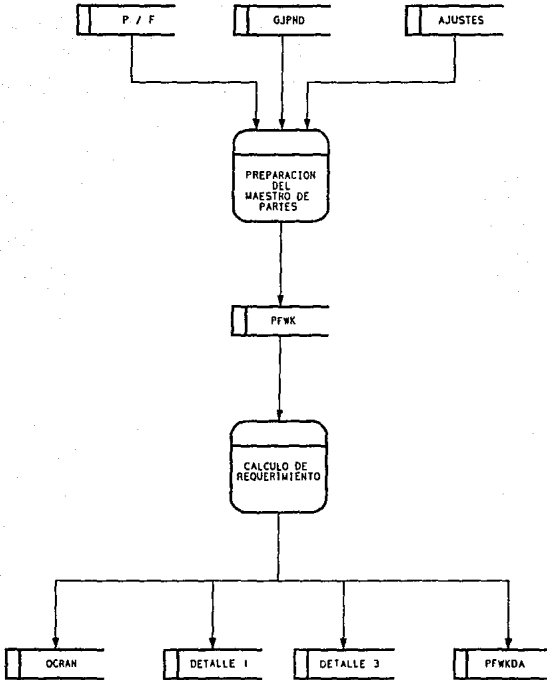 P / F
GJPND
AJUSTES
PREPARACION
DEL
MAESTRO DE
PARTES
PFWK
CALCULO DE
REQUERIMIENTO
OCRAN
DETALLE 1
DETALLE 3
PFWKDA